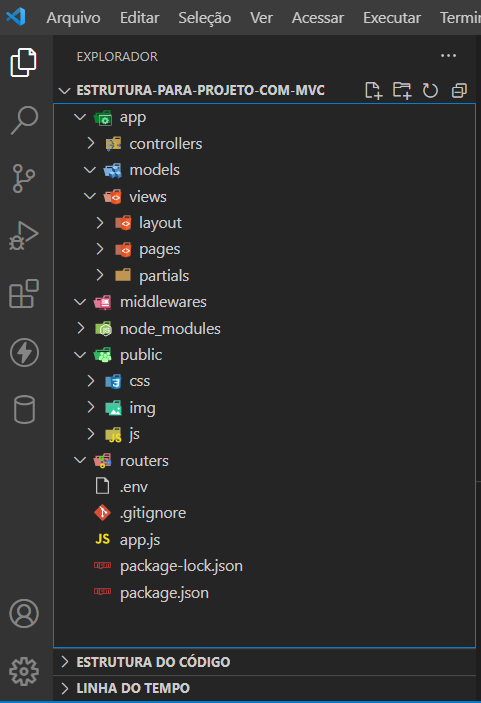 Arquivo Editar Seleção Ver Acessar Executar Termin
EXPLORADOR
ESTRUTURA-PARA-PROJETO-COM-MVC
app
controllers
models
views
layout
pages
partials
middlewares
node_modules
public
css
img
js
routers
.env
.gitignore
JS app.js
package-lock.json
package.json
ESTRUTURA DO CÓDIGO
LINHA DO TEMPO